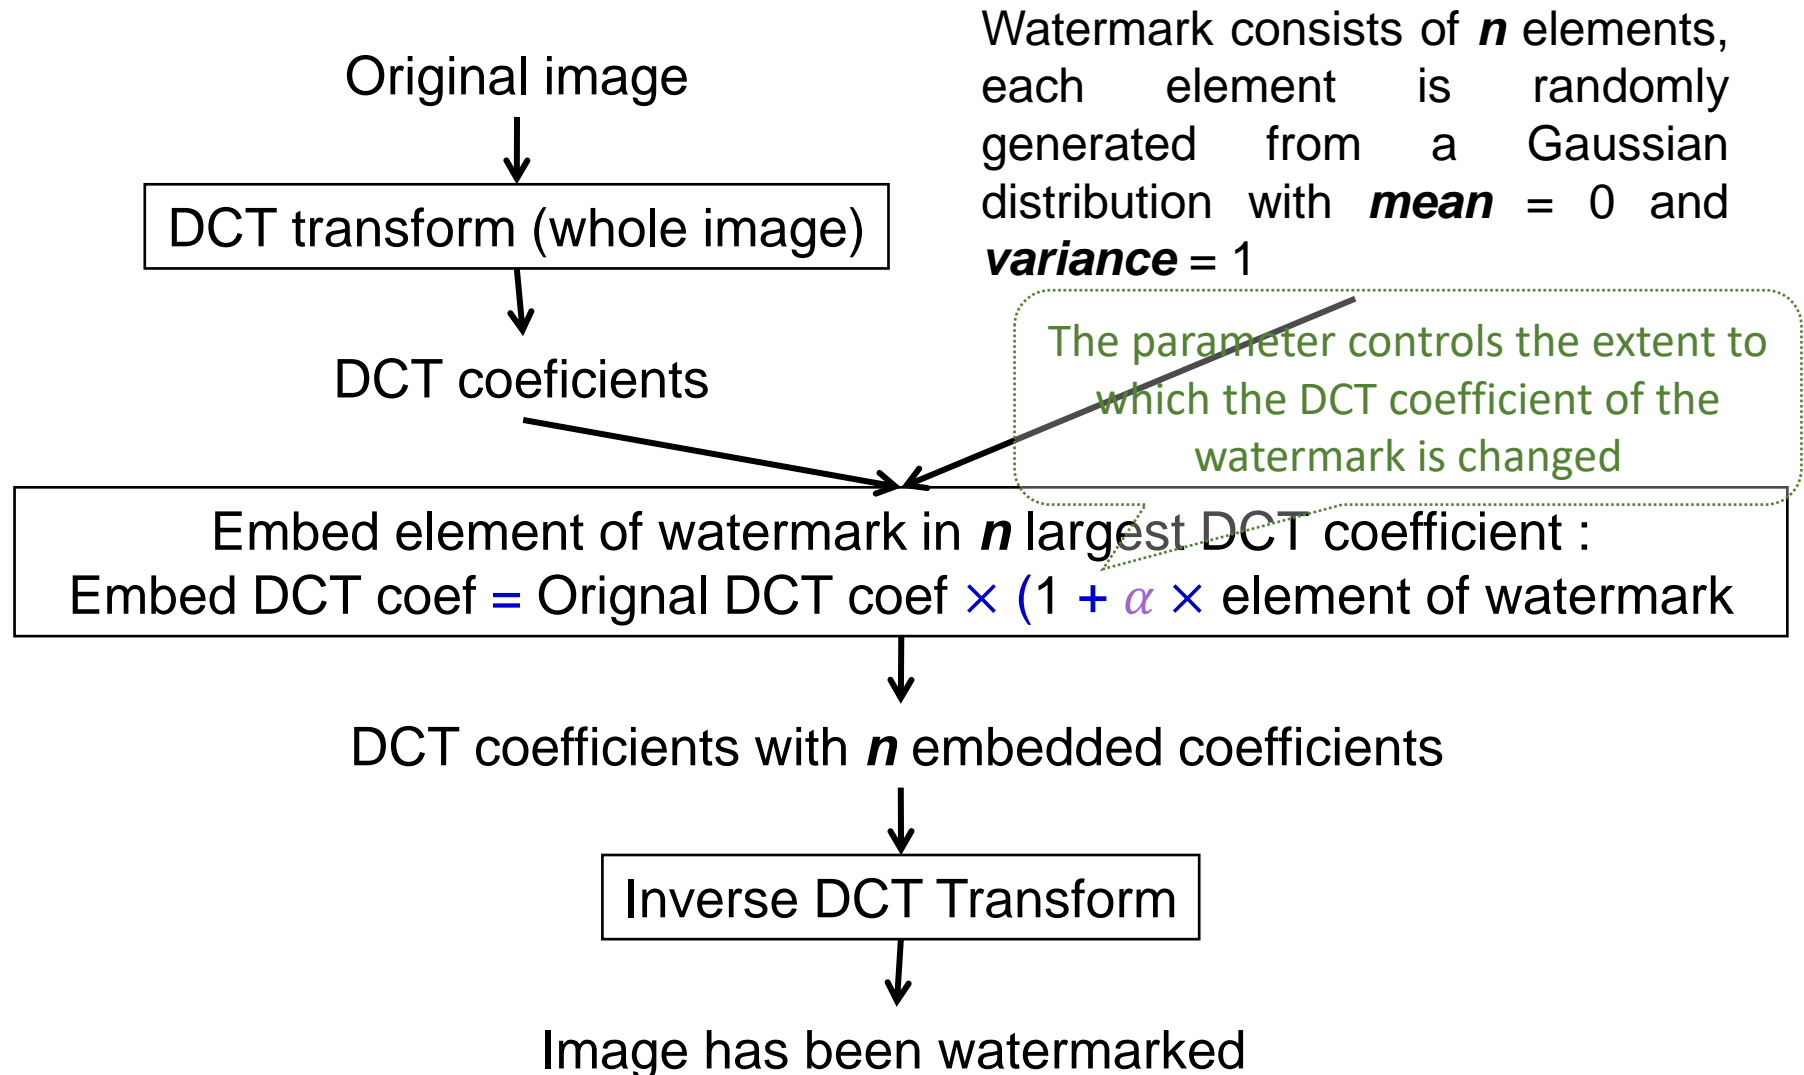 Original image
DCT transform (whole image)
DCT coeficients
Watermark consists of n elements,
each element is randomly
generated from a Gaussian
distribution with mean = 0 and
variance = 1
The parameter controls the extent to
which the DCT coefficient of the
watermark is changed
Embed element of watermark in n largest DCT coefficient :
Embed DCT coef = Orignal DCT coef × (1 + α × element of watermark
DCT coefficients with n embedded coefficients
Inverse DCT Transform
Image has been watermarked